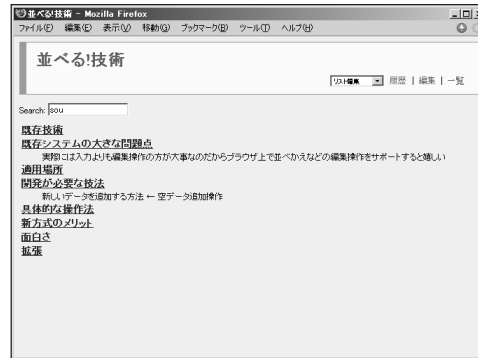 並べる!技術 - Mozilla Firefox
ファイル(F) 編集(E) 表示(V) 移動(G) ブックマーク(B) ツール(T) ヘルプ(H)
並べる!技術
リスト編集 履歴 | 編集 | 一覧
Search: sou
既存技術
既存システムの大きな問題点
実際には入力よりも編集操作の方が大事なのだからブラウザ上で並べかえなどの編集操作をサポートすると嬉しい
適用場所
開発が必要な技法
新しいデータを追加する方法 ← 空データ追加操作
具体的な操作法
新方式のメリット
面白さ
拡張